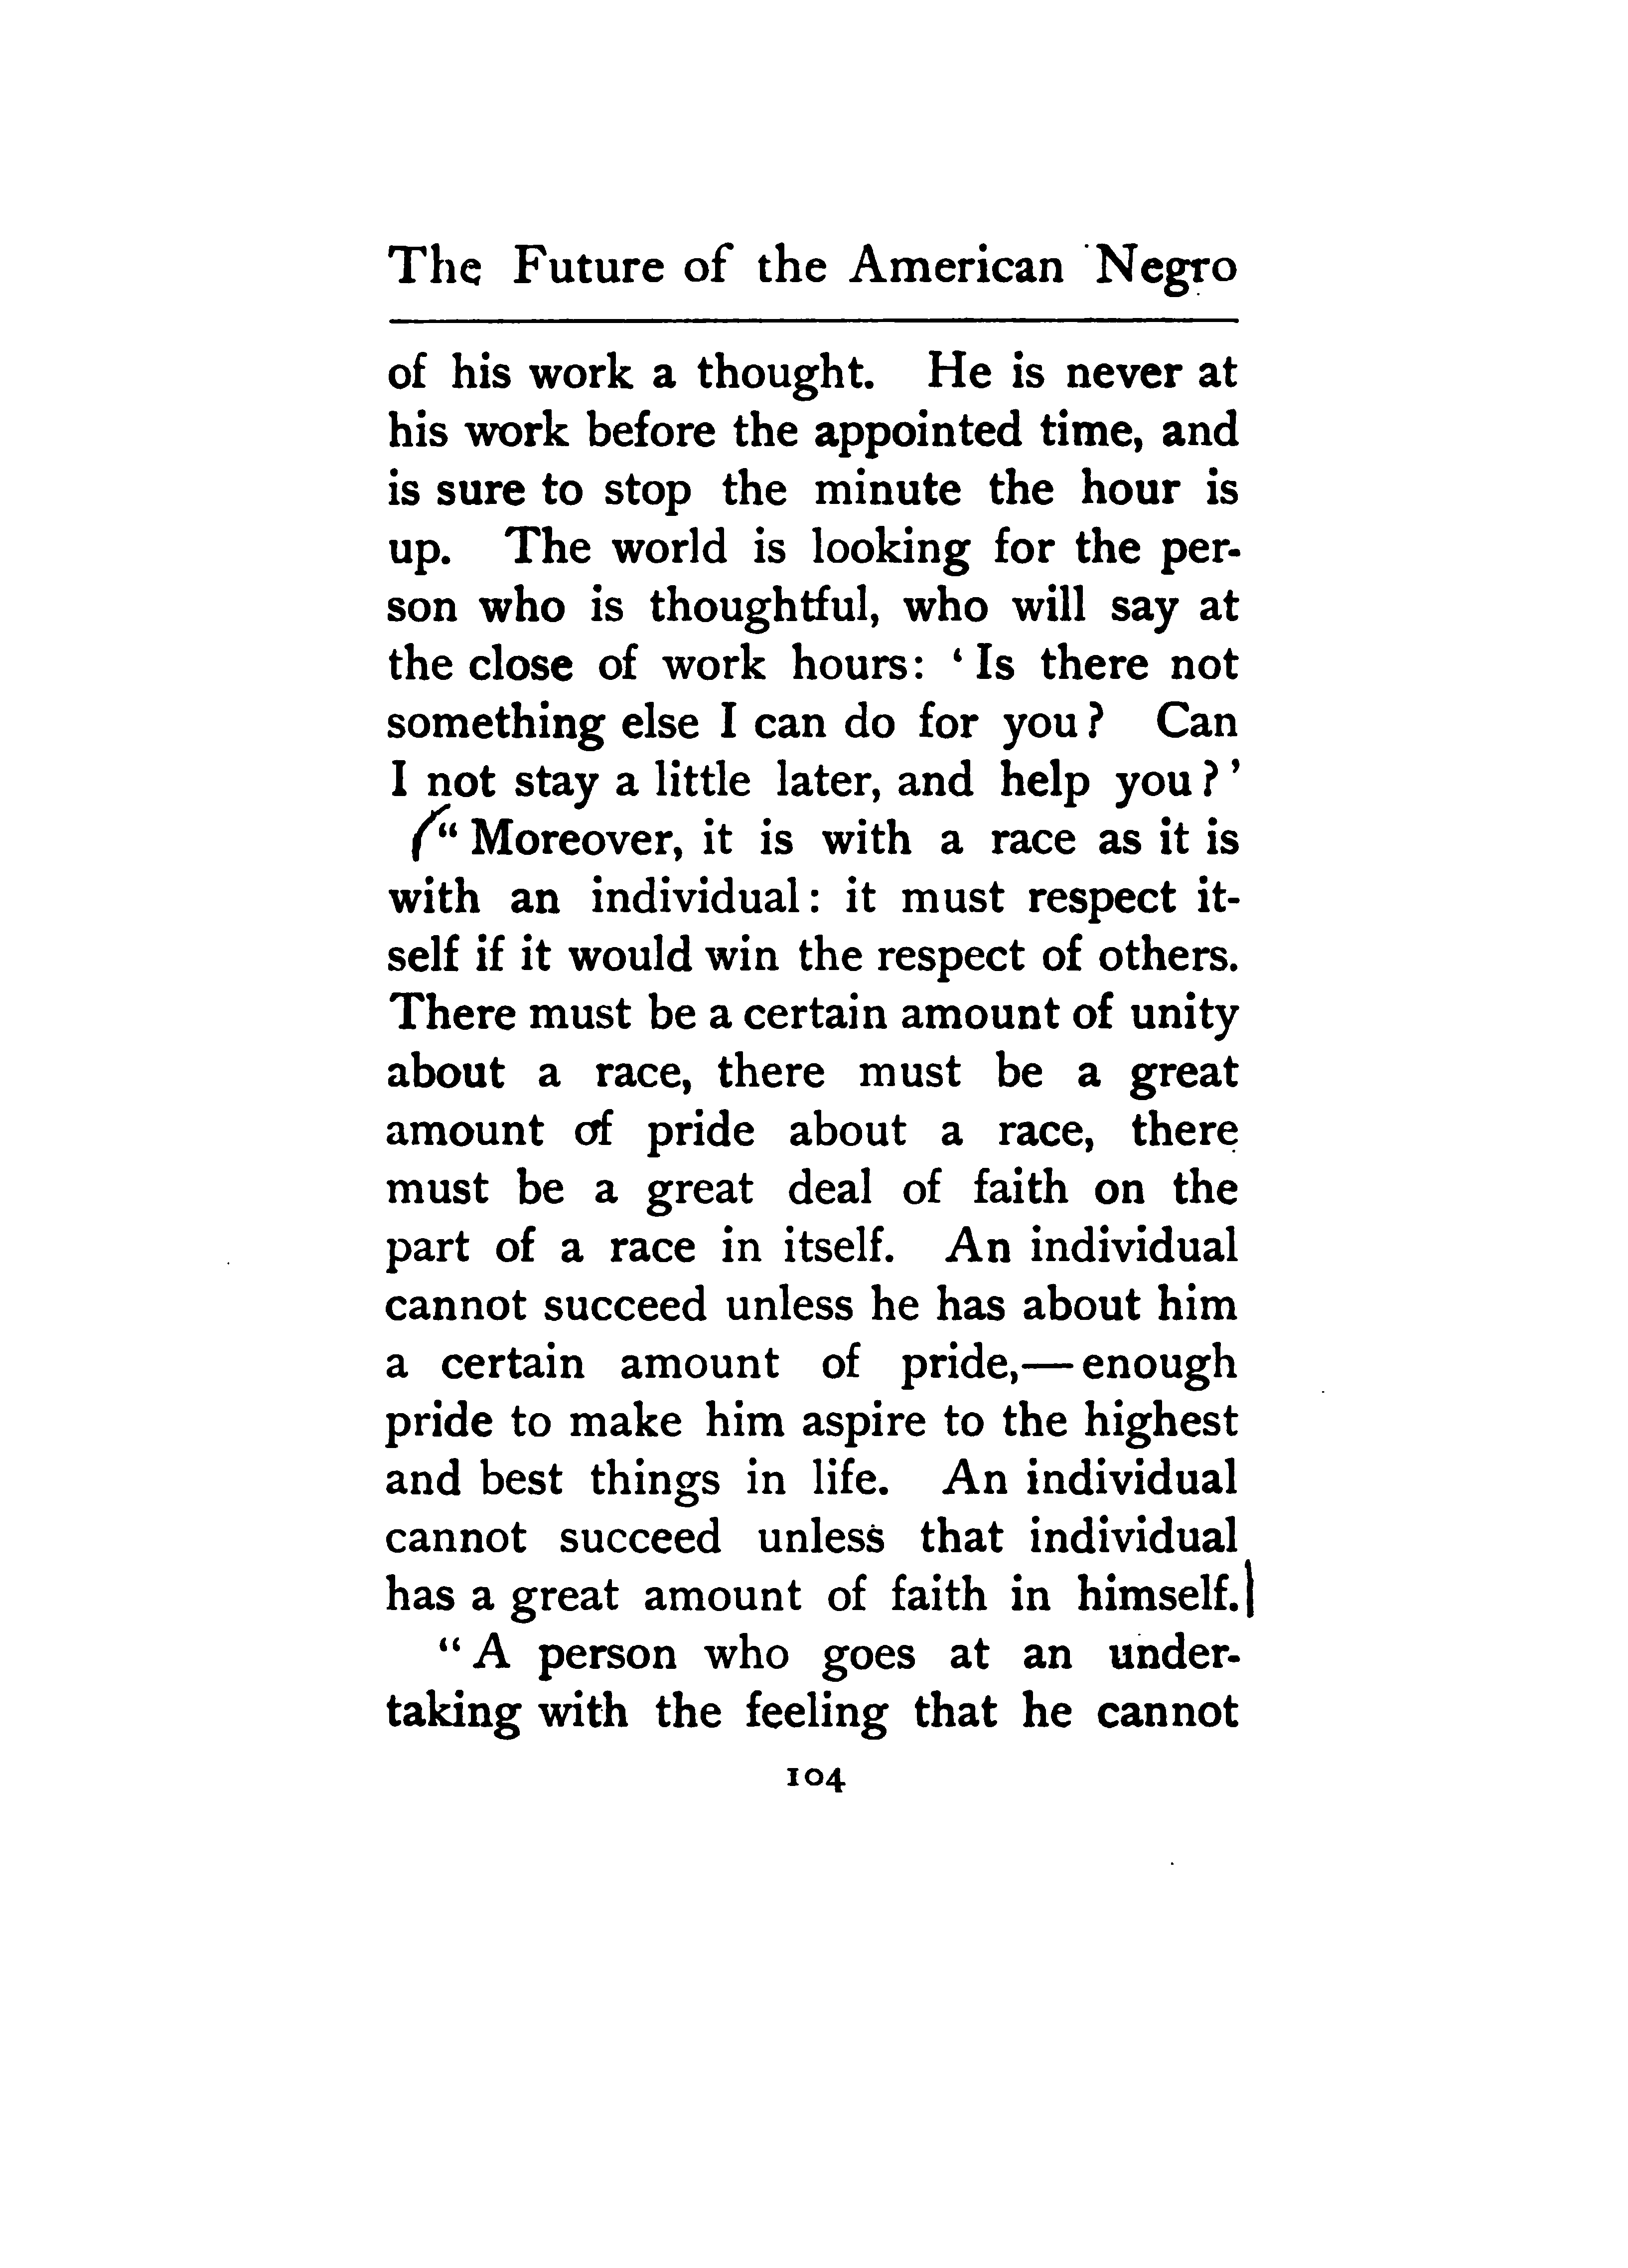 The Future of the American Negro
of his work a thought. He is never at
his work before the appointed time, and
is sure to stop the minute the hour is
up. The world is looking for the per-
son who is thoughtful, who will say at
the close of work hours: ‘Is there not
something else I can do for you? Can
I not stay a little later, and help you?’
(“Moreover, it is with a race as it is
with an individual: it must respect it-
self if it would win the respect of others.
There must be a certain amount of unity
about a race, there must be a great
amount of pride about a race, there
must be a great deal of faith on the
part of a race in itself. An individual
cannot succeed unless he has about him
a certain amount of pride,—enough
pride to make him aspire to the highest
and best things in life. An individual
cannot succeed unless that individual
has a great amount of faith in himself.|
“A person who goes at an under-
taking with the feeling that he cannot
104